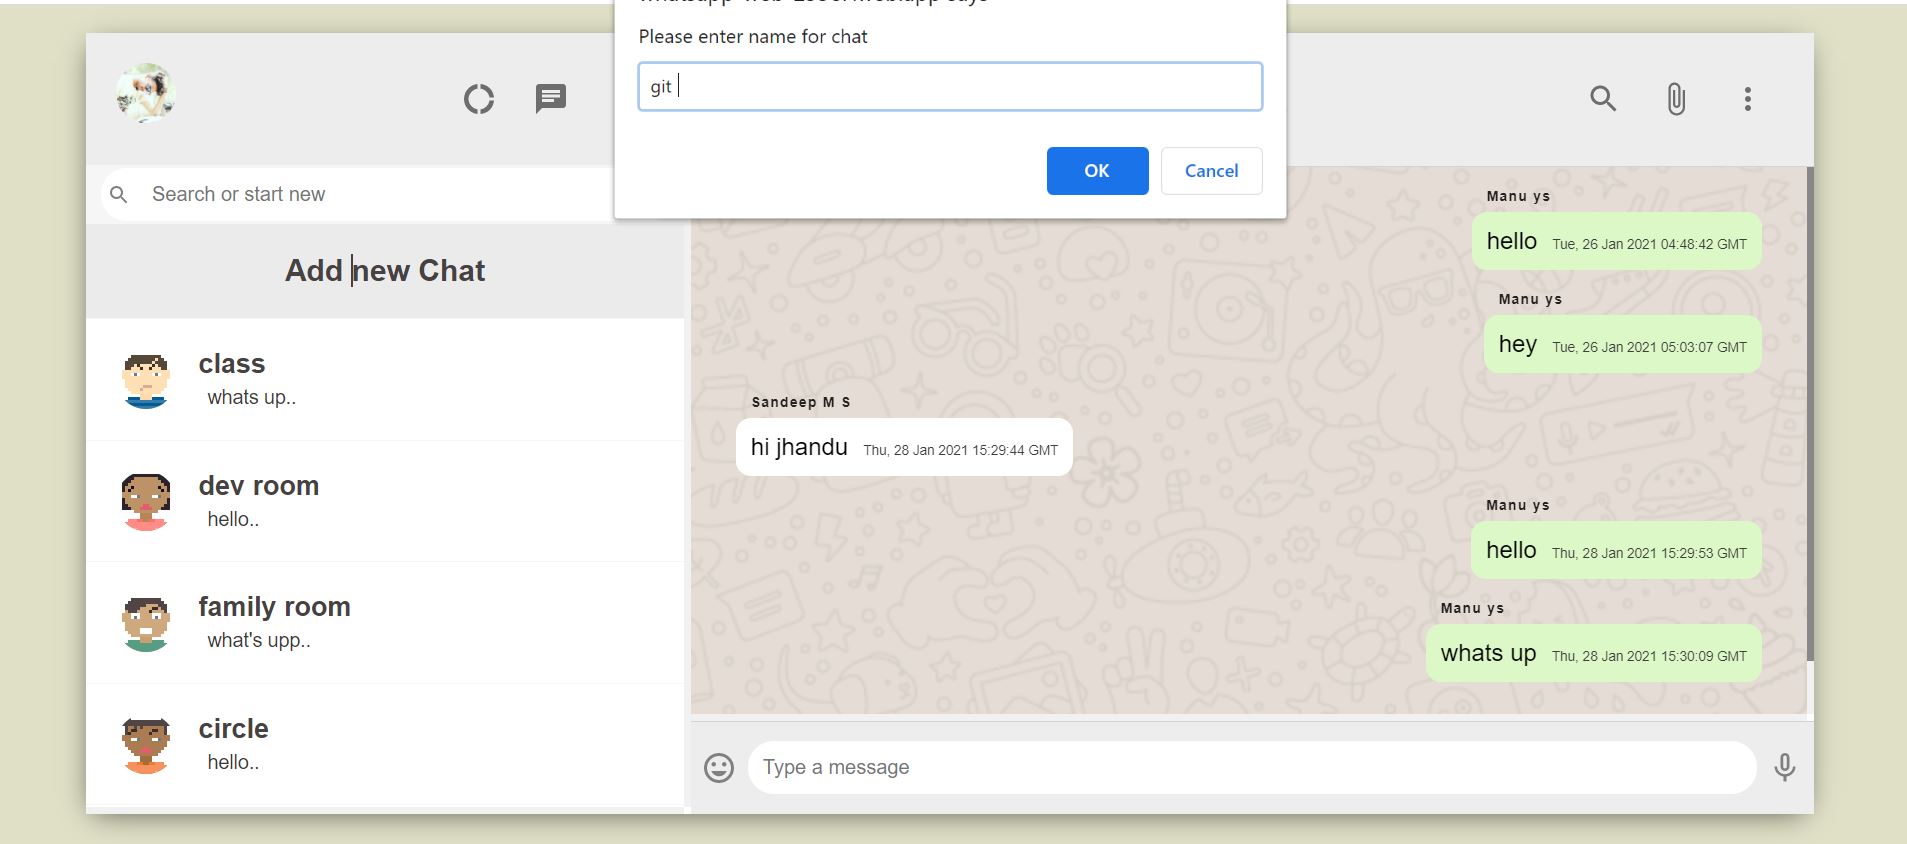 Please enter name for chat
git
OK
Cancel
Search or start new
Add new Chat
class
whats up..
dev room
hello..
family room
what's upp..
circle
hello..
Manu ys
hello Tue, 26 Jan 2021 04:48:42 GMT
Manu ys
hey Tue, 26 Jan 2021 05:03:07 GMT
Sandeep M S
hi jhandu Thu, 28 Jan 2021 15:29:44 GMT
Manu ys
hello Thu, 28 Jan 2021 15:29:53 GMT
Manu ys
whats up Thu, 28 Jan 2021 15:30:09 GMT
Type a message